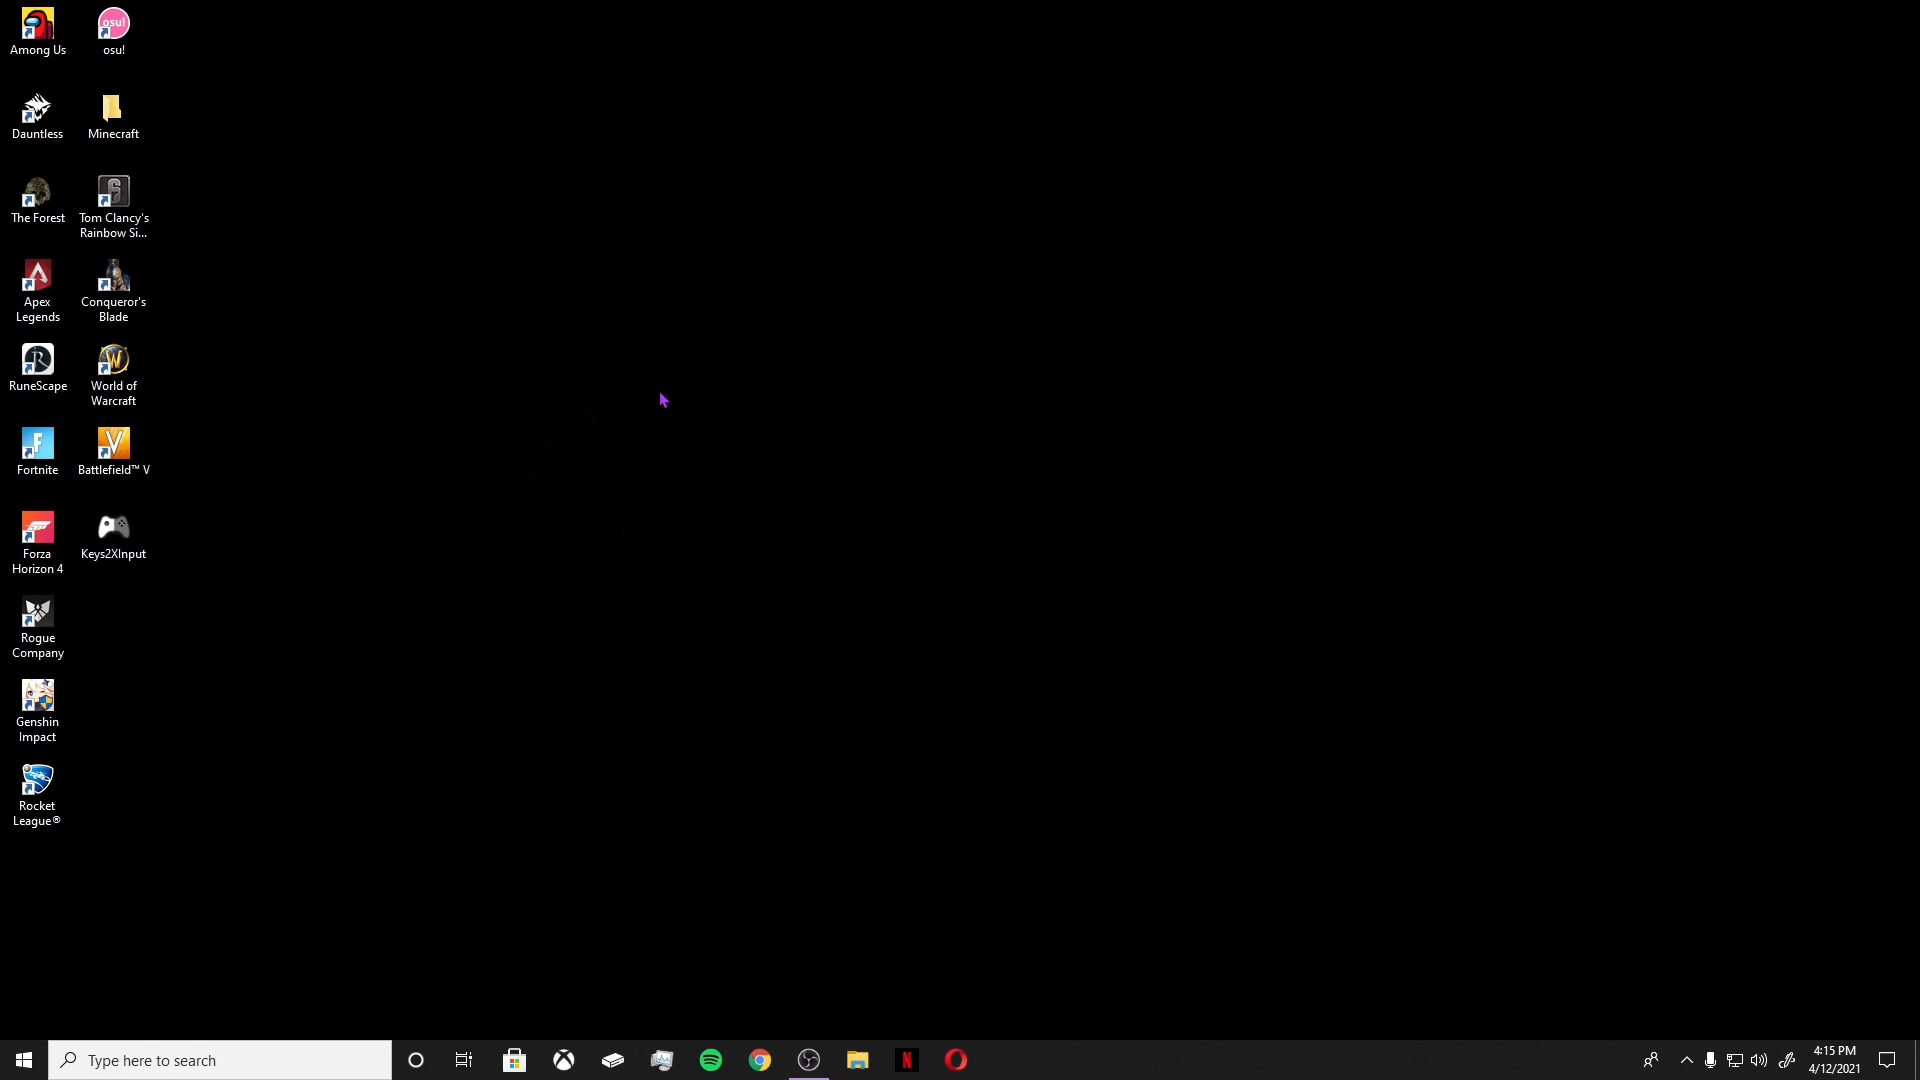 Among Us
osu!
osu!
Dauntless
Minecraft
The Forest
Tom Clancy's
Rainbow Si...
Apex
Legends
Conqueror's
Blade
RuneScape
World of
Warcraft
Fortnite
Battlefield™ V
Forza
Horizon 4
Keys2XInput
Rogue
Company
Genshin
Impact
Rocket
League®
Type here to search
4:15 PM
4/12/2021